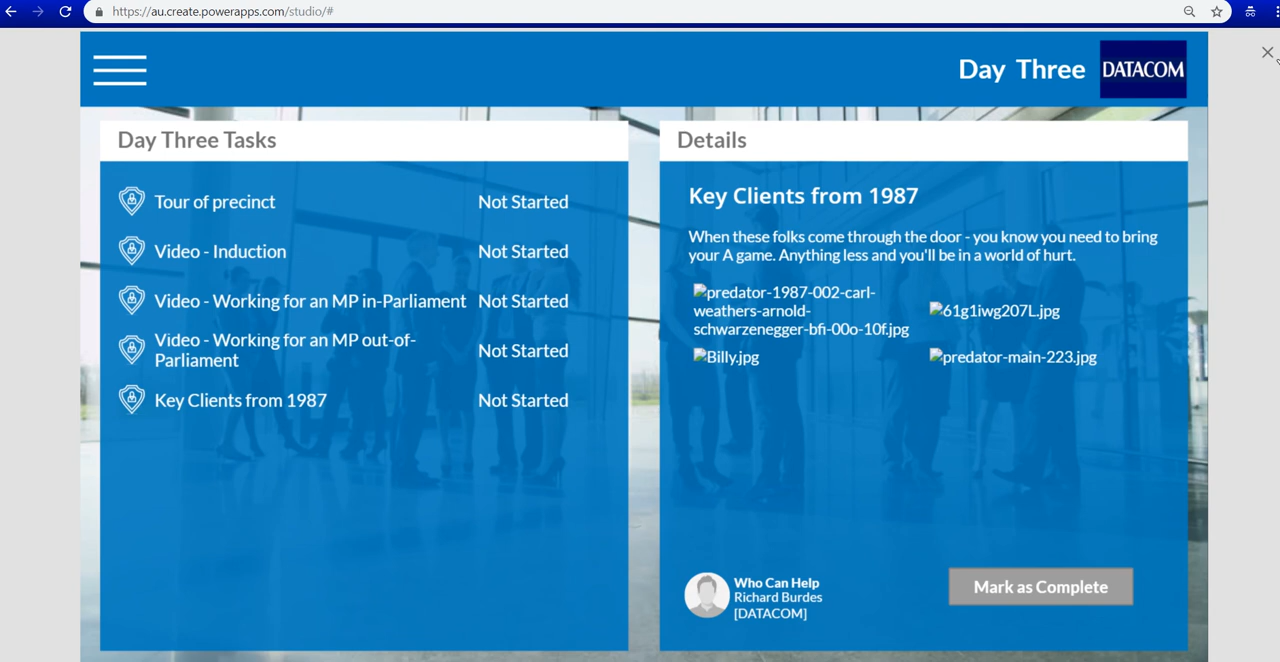 https://au.create.powerapps.com/studio/#
Day Three
DATACOM
Day Three Tasks
Tour of precinct
Not Started
Video - Induction
Not Started
Video - Working for an MP in-Parliament
Not Started
Video - Working for an MP out-of-
Parliament
Not Started
Key Clients from 1987
Not Started
Details
Key Clients from 1987
When these folks come through the door - you know you need to bring
your A game. Anything less and you'll be in a world of hurt.
predator-1987-002-carl-
weathers-arnold-
schwarzenegger-bfi-00o-10f.jpg
61g1iwg207L.jpg
Billy.jpg
predator-main-223.jpg
Who Can Help
Richard Burdes
[DATACOM]
Mark as Complete